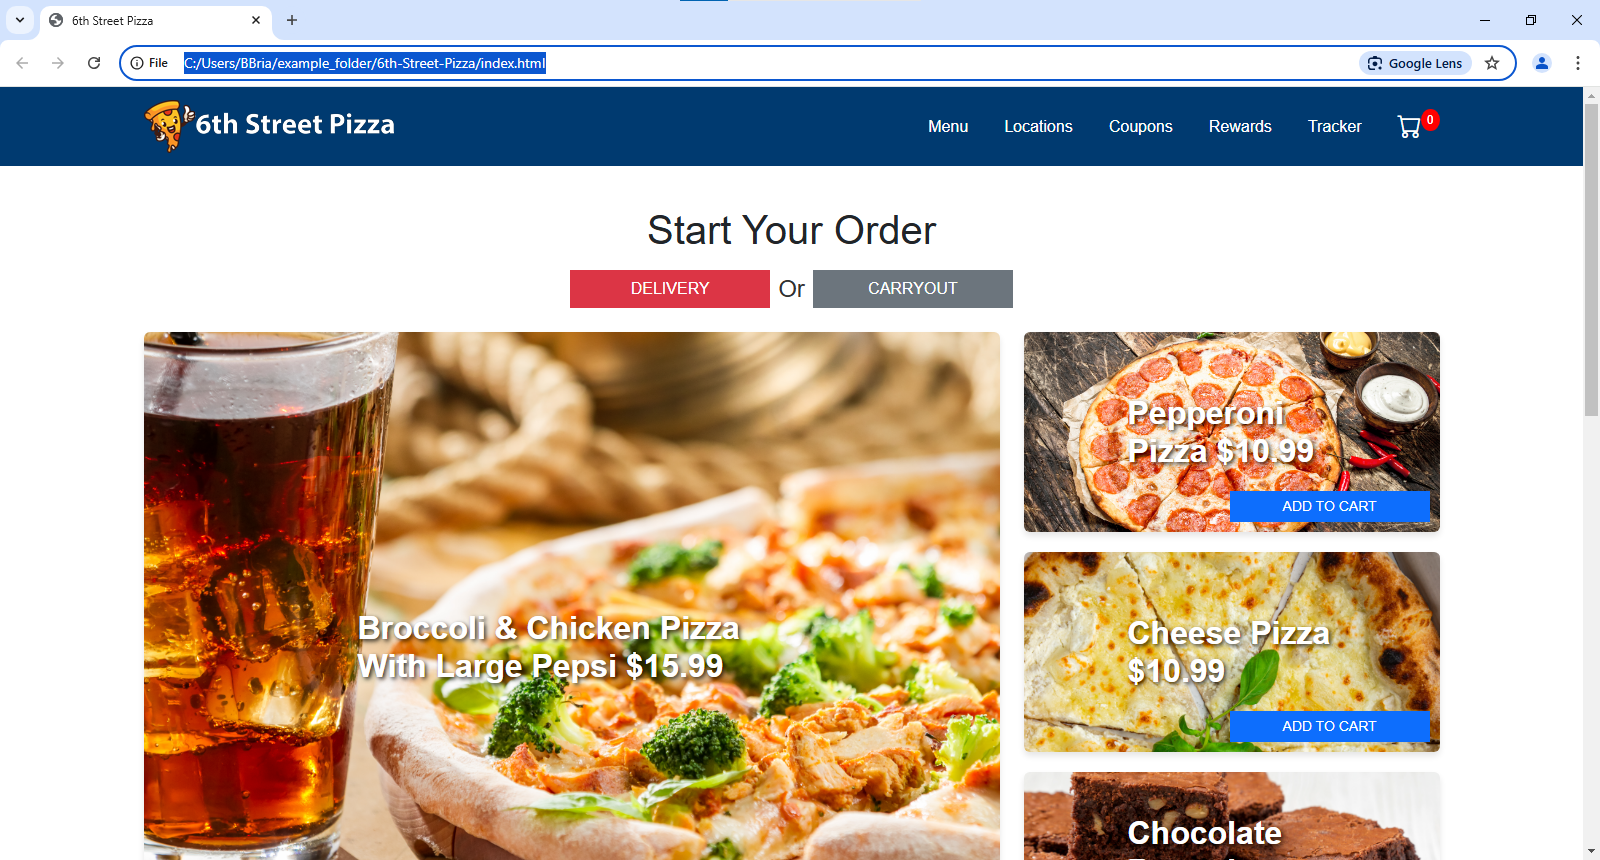 6th Street Pizza
File
C:/Users/BBria/example_folder/6th-Street-Pizza/index.html
Google Lens
6th Street Pizza
Menu
Locations
Coupons
Rewards
Tracker
0
Start Your Order
DELIVERY
Or
CARRYOUT
Broccoli & Chicken Pizza
With Large Pepsi $15.99
Pepperoni
Pizza $10.99
ADD TO CART
Cheese Pizza
$10.99
ADD TO CART
Chocolate